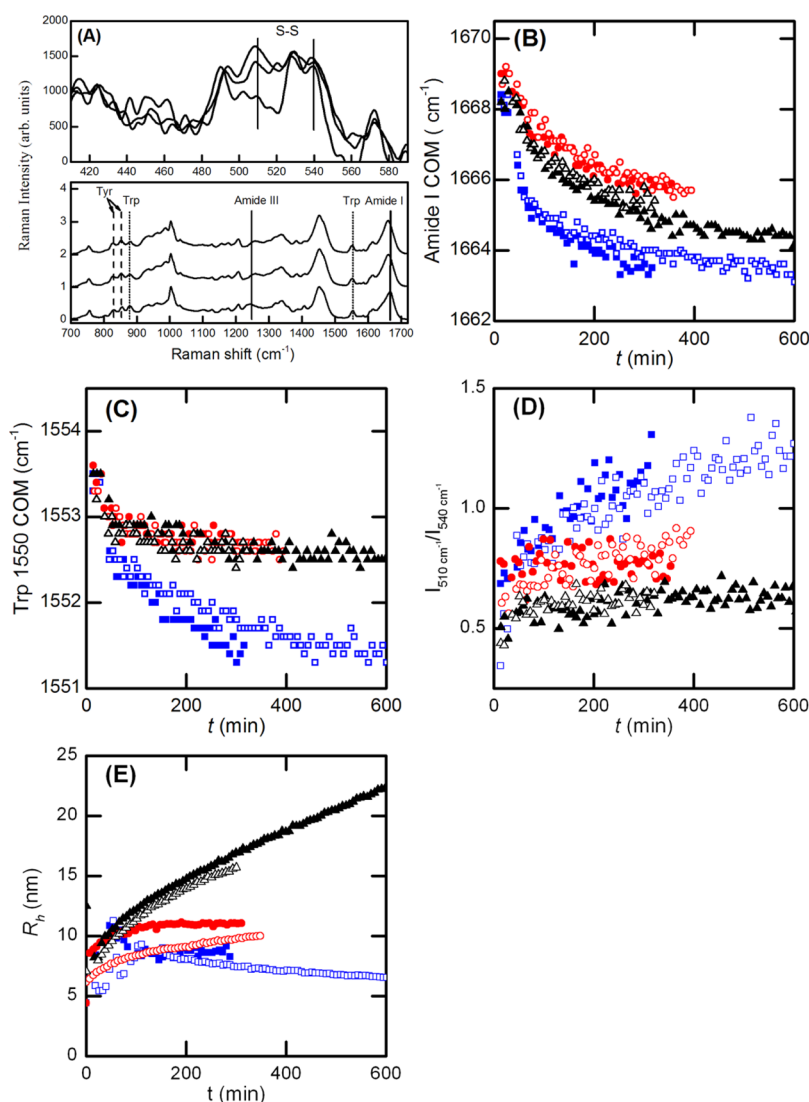 (A)
S-S
Raman Intensity (arb. units)
2000
1500
1000
500
0
420 440 460 480 500 520 540 560 580
Tyr
Trp
Amide III
Trp
Amide I
4
3
2
1
0
700 800 900 1000 1100 1200 1300 1400 1500 1600 1700
Raman shift (cm⁻¹)
(B)
Amide I COM ( cm⁻¹)
1670
1668
1666
1664
1662
0 200 400 600
t (min)
(C)
Trp 1550 COM (cm⁻¹)
1554
1553
1552
1551
0 200 400 600
t (min)
(D)
I510 cm⁻¹/I540 cm⁻¹
1.5
1.0
0.5
0 200 400 600
t (min)
(E)
Rh (nm)
25
20
15
10
5
0
0 200 400 600
t (min)